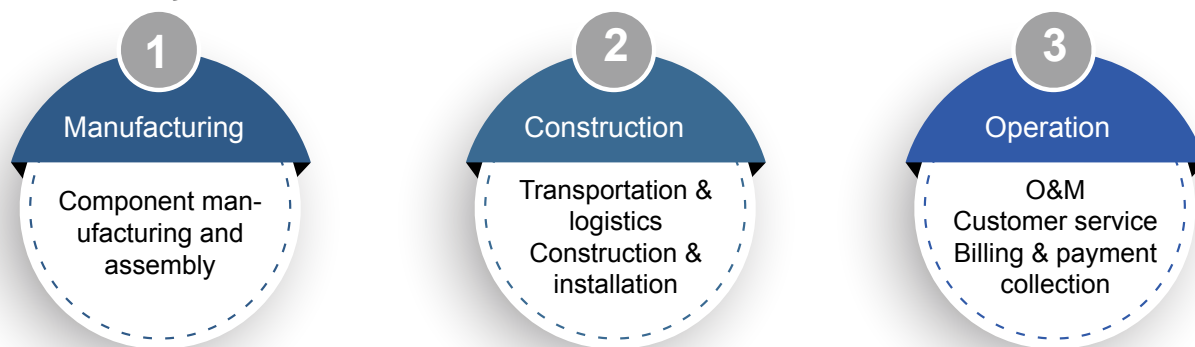 1
Manufacturing
Component man-
ufacturing and
assembly
2
Construction
Transportation &
logistics
Construction &
installation
3
Operation
O&M
Customer service
Billing & payment
collection